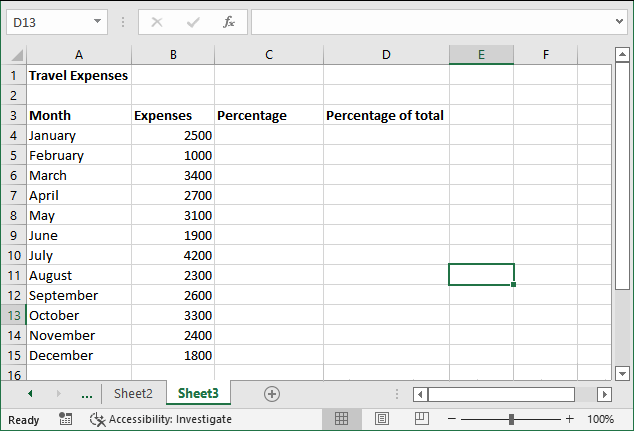 D13 fx
A B C D E F
1 Travel Expenses
2
3 Month Expenses Percentage Percentage of total
4 January 2500
5 February 1000
6 March 3400
7 April 2700
8 May 3100
9 June 1900
10 July 4200
11 August 2300
12 September 2600
13 October 3300
14 November 2400
15 December 1800
16
... Sheet2 Sheet3
Ready Accessibility: Investigate 100%